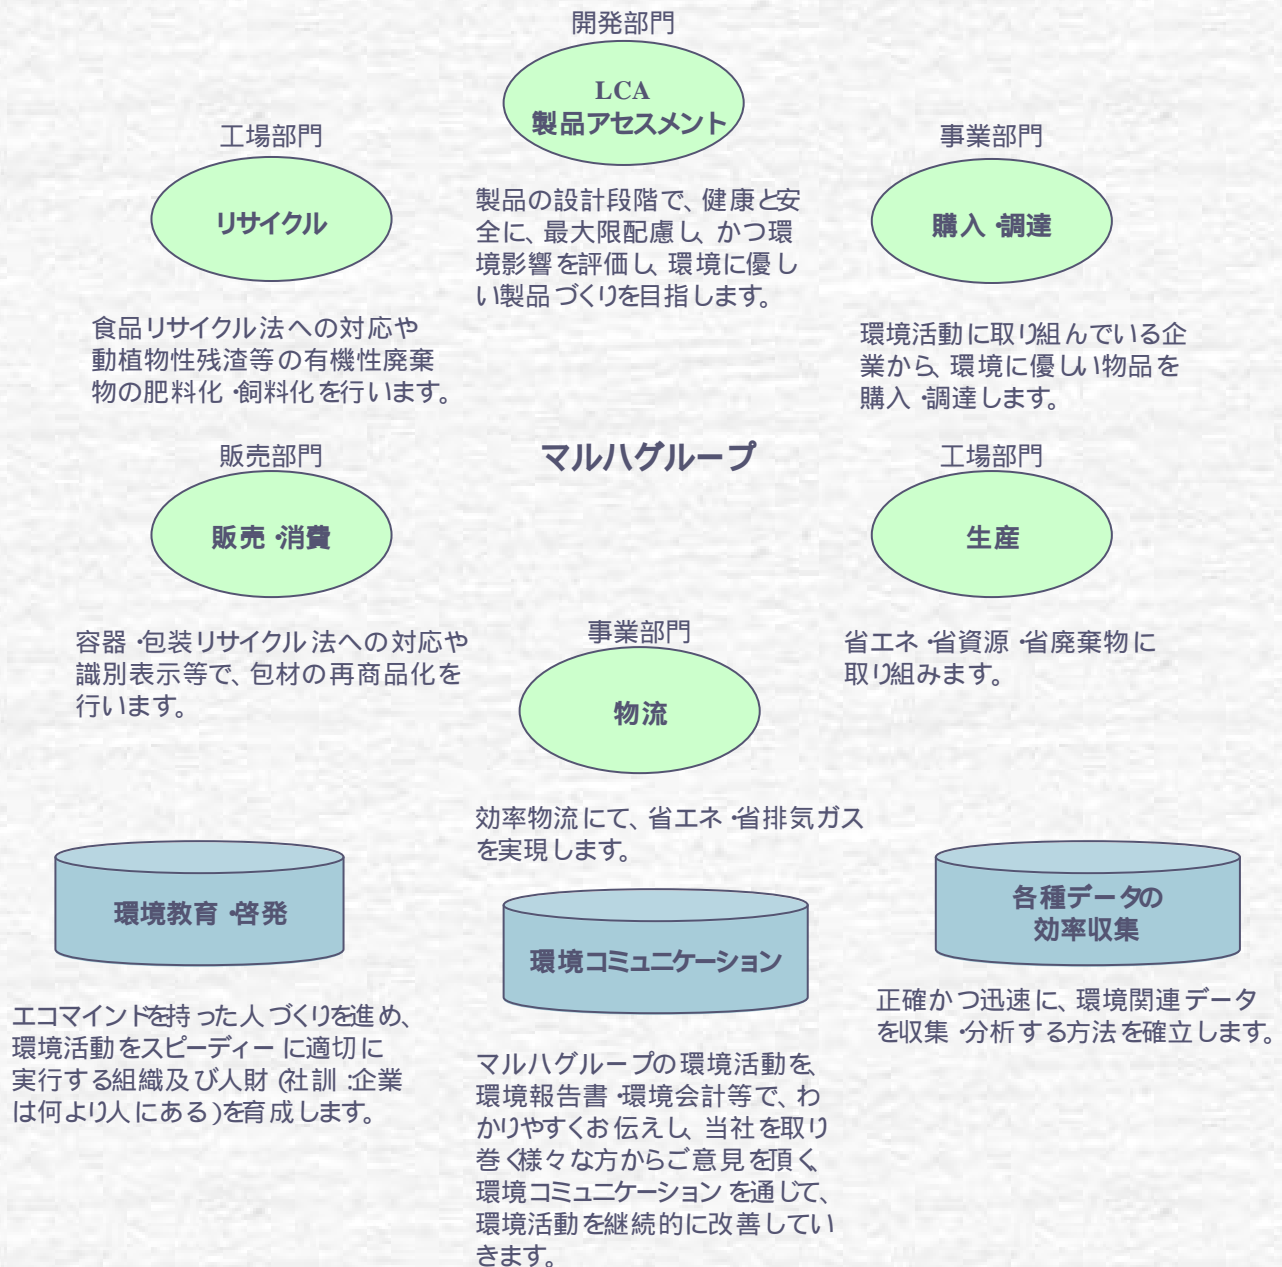 開発部門
LCA
製品アセスメント
製品の設計段階で、健康と安
全に、最大限配慮し、かつ環
境影響を評価し、環境に優し
い製品づくりを目指します。
工場部門
リサイクル
食品リサイクル法への対応や
動植物性残渣等の有機性廃棄
物の肥料化・飼料化を行います。
事業部門
購入・調達
環境活動に取り組んでいる企
業から、環境に優しい物品を
購入・調達します。
マルハグループ
販売部門
販売・消費
容器・包装リサイクル法への対応や
識別表示等で、包材の再商品化を
行います。
工場部門
生産
省エネ・省資源・省廃棄物に
取り組みます。
事業部門
物流
効率物流にて、省エネ・省排気ガス
を実現します。
環境教育・啓発
エコマインドを持った人づくりを進め、
環境活動をスピーディーに適切に
実行する組織及び人財(社訓:企業
は何より人にある)を育成します。
環境コミュニケーション
マルハグループの環境活動を、
環境報告書・環境会計等で、わ
かりやすくお伝えし、当社を取り
巻く様々な方からご意見を頂く、
環境コミュニケーションを通じて、
環境活動を継続的に改善してい
きます。
各種データの
効率収集
正確かつ迅速に、環境関連データ
を収集・分析する方法を確立します。